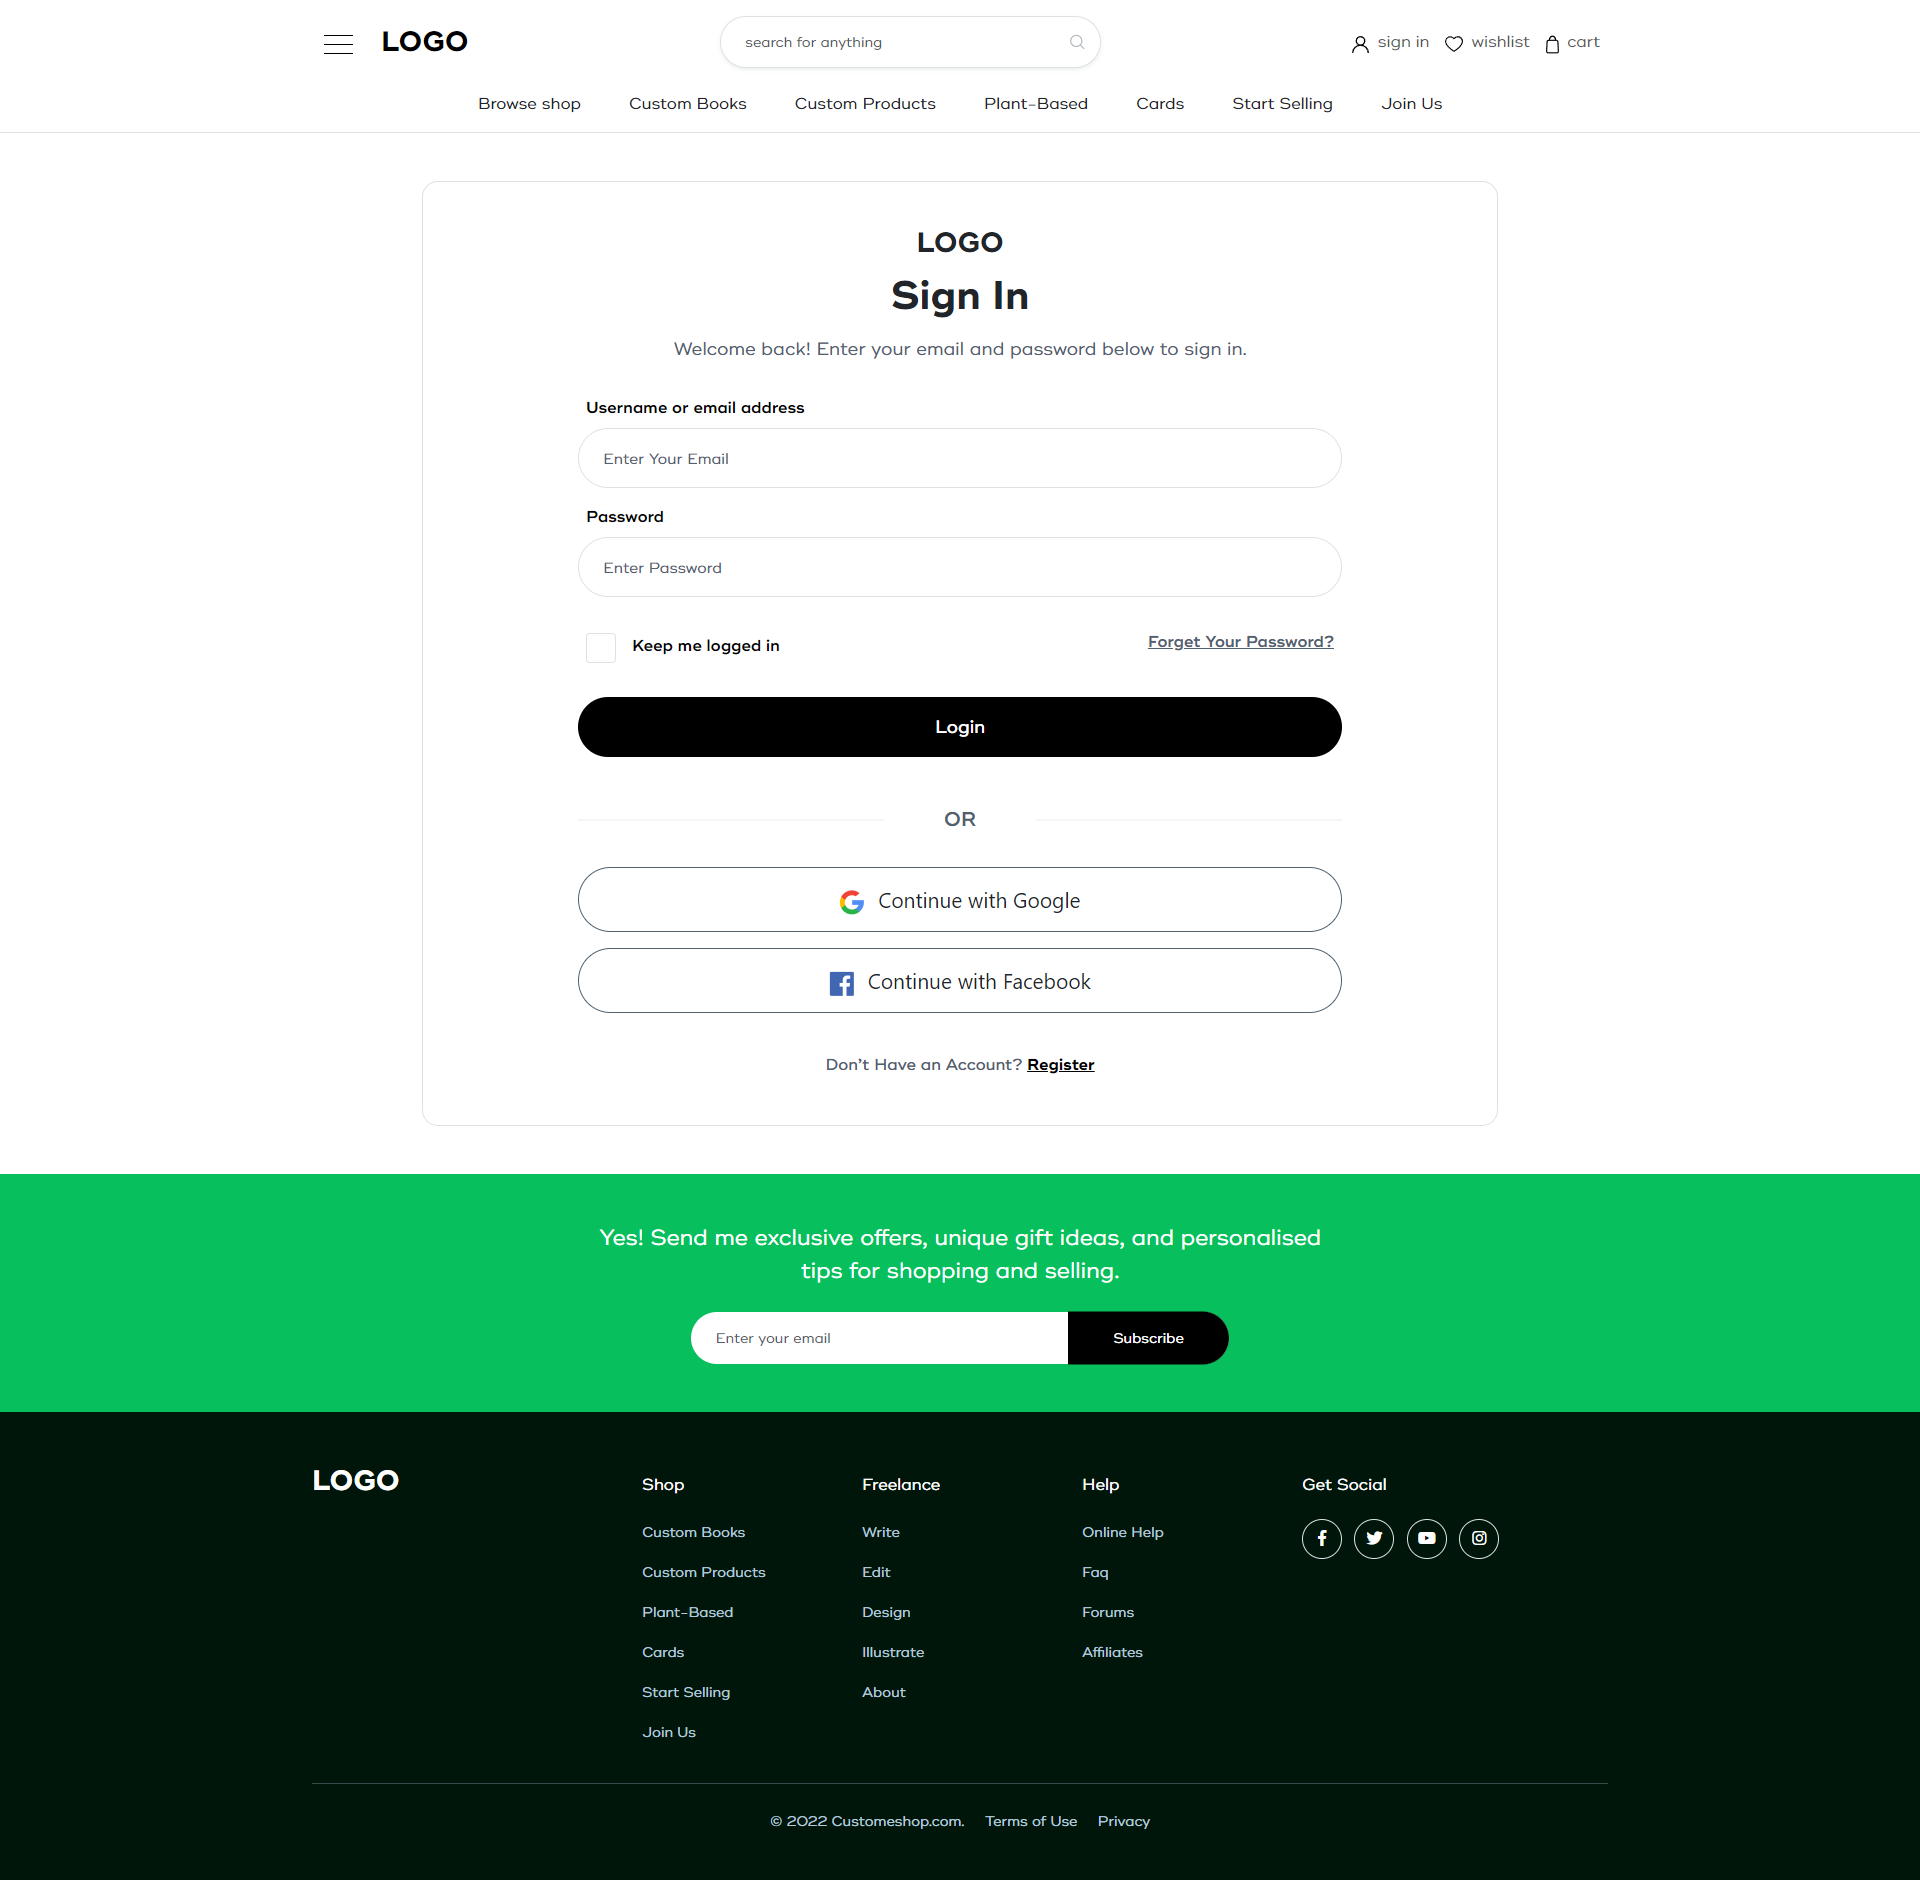 LOGO
search for anything
sign in wishlist cart
Browse shop Custom Books Custom Products Plant-Based Cards Start Selling Join Us
LOGO
Sign In
Welcome back! Enter your email and password below to sign in.
Username or email address
Enter Your Email
Password
Enter Password
Keep me logged in Forget Your Password?
Login
OR
Continue with Google
Continue with Facebook
Don't Have an Account? Register
Yes! Send me exclusive offers, unique gift ideas, and personalised
tips for shopping and selling.
Enter your email Subscribe
LOGO
Shop
Custom Books
Custom Products
Plant-Based
Cards
Start Selling
Join Us
Freelance
Write
Edit
Design
Illustrate
About
Help
Online Help
Faq
Forums
Affiliates
Get Social
© 2022 Customeshop.com. Terms of Use Privacy